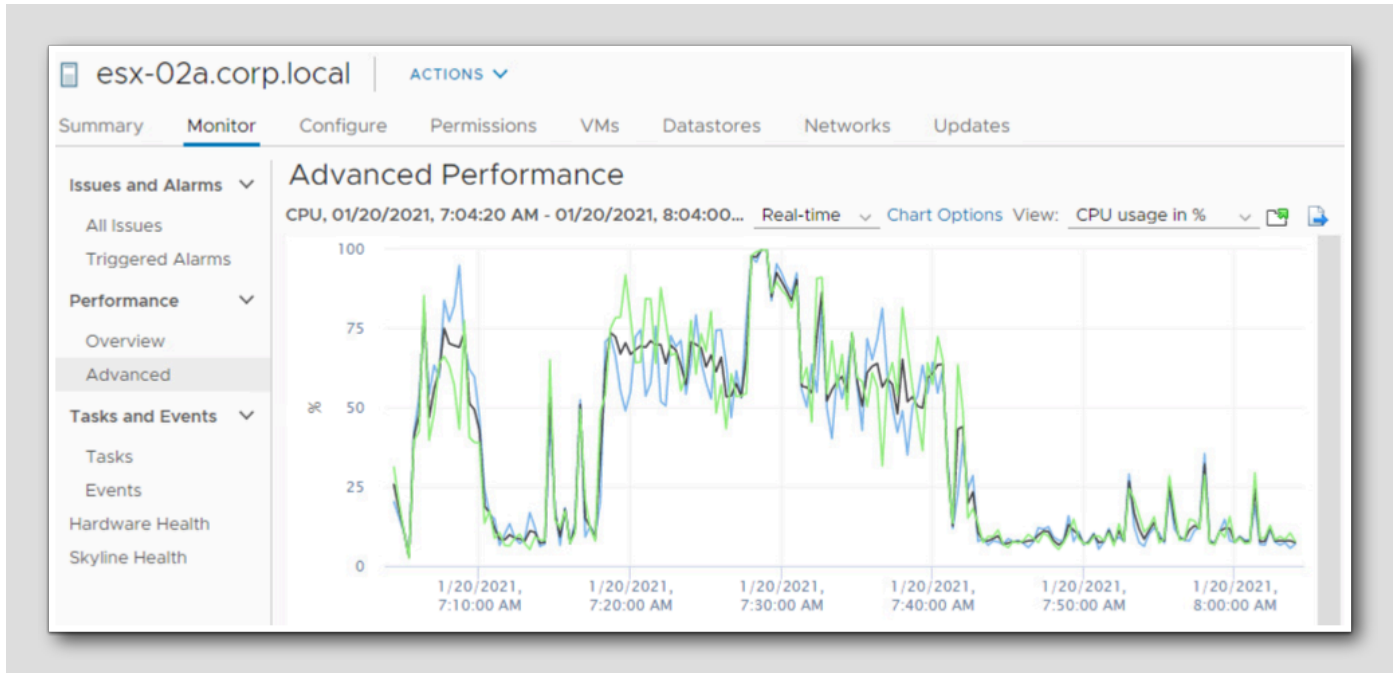 esx-02a.corp.local
ACTIONS
Summary Monitor Configure Permissions VMs Datastores Networks Updates
Issues and Alarms
All Issues
Triggered Alarms
Performance
Overview
Advanced
Tasks and Events
Tasks
Events
Hardware Health
Skyline Health
Advanced Performance
CPU, 01/20/2021, 7:04:20 AM - 01/20/2021, 8:04:00... Real-time Chart Options View: CPU usage in %
100
75
50
25
0
%
1/20/2021, 1/20/2021, 1/20/2021, 1/20/2021, 1/20/2021, 1/20/2021,
7:10:00 AM 7:20:00 AM 7:30:00 AM 7:40:00 AM 7:50:00 AM 8:00:00 AM